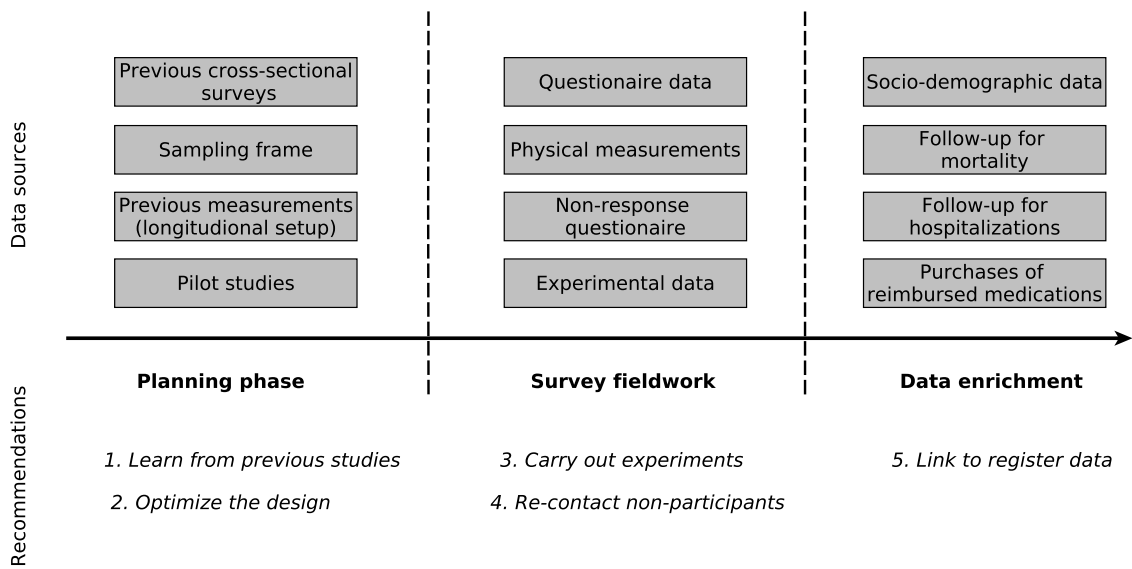 Data sources
Previous cross-sectional
surveys
Sampling frame
Previous measurements
(longitudional setup)
Pilot studies
Questionaire data
Physical measurements
Non-response
questionaire
Experimental data
Socio-demographic data
Follow-up for
mortality
Follow-up for
hospitalizations
Purchases of
reimbursed medications
Planning phase
Survey fieldwork
Data enrichment
Recommendations
1. Learn from previous studies
2. Optimize the design
3. Carry out experiments
4. Re-contact non-participants
5. Link to register data